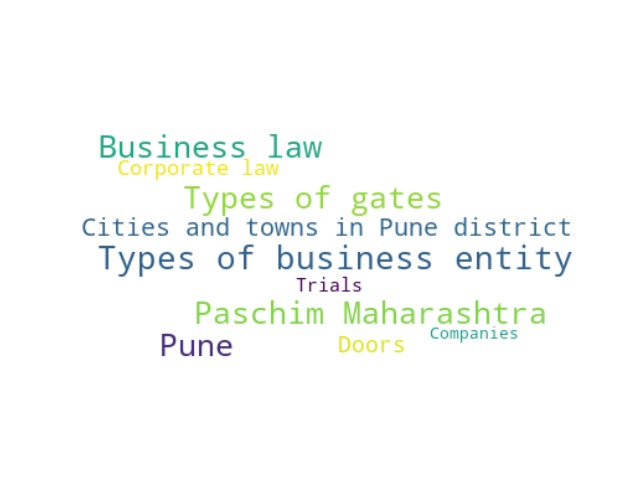 Business law
Corporate law
Types of gates
Cities and towns in Pune district
Types of business entity
Trials
Paschim Maharashtra
Companies
Pune
Doors